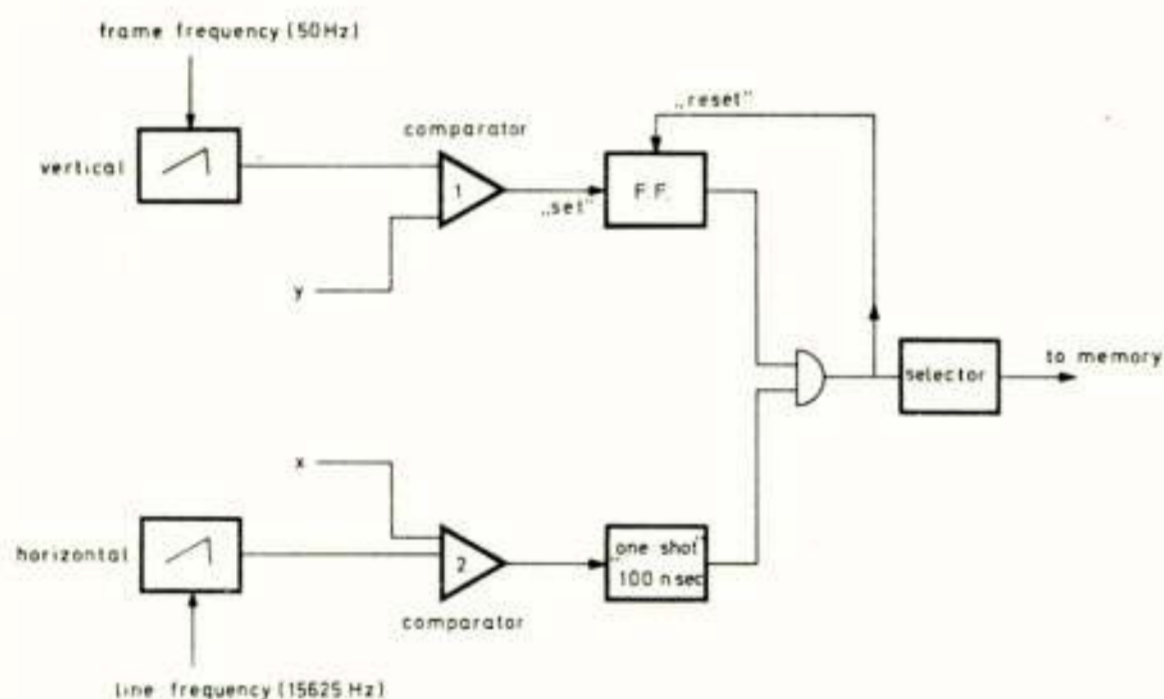 frame frequency (50Hz)
„reset"
comparator
vertical
1
„set"
F.F.
y
to memory
selector
x
horizontal
2
„one shot"
100 nsec
comparator
line frequency (15625 Hz)